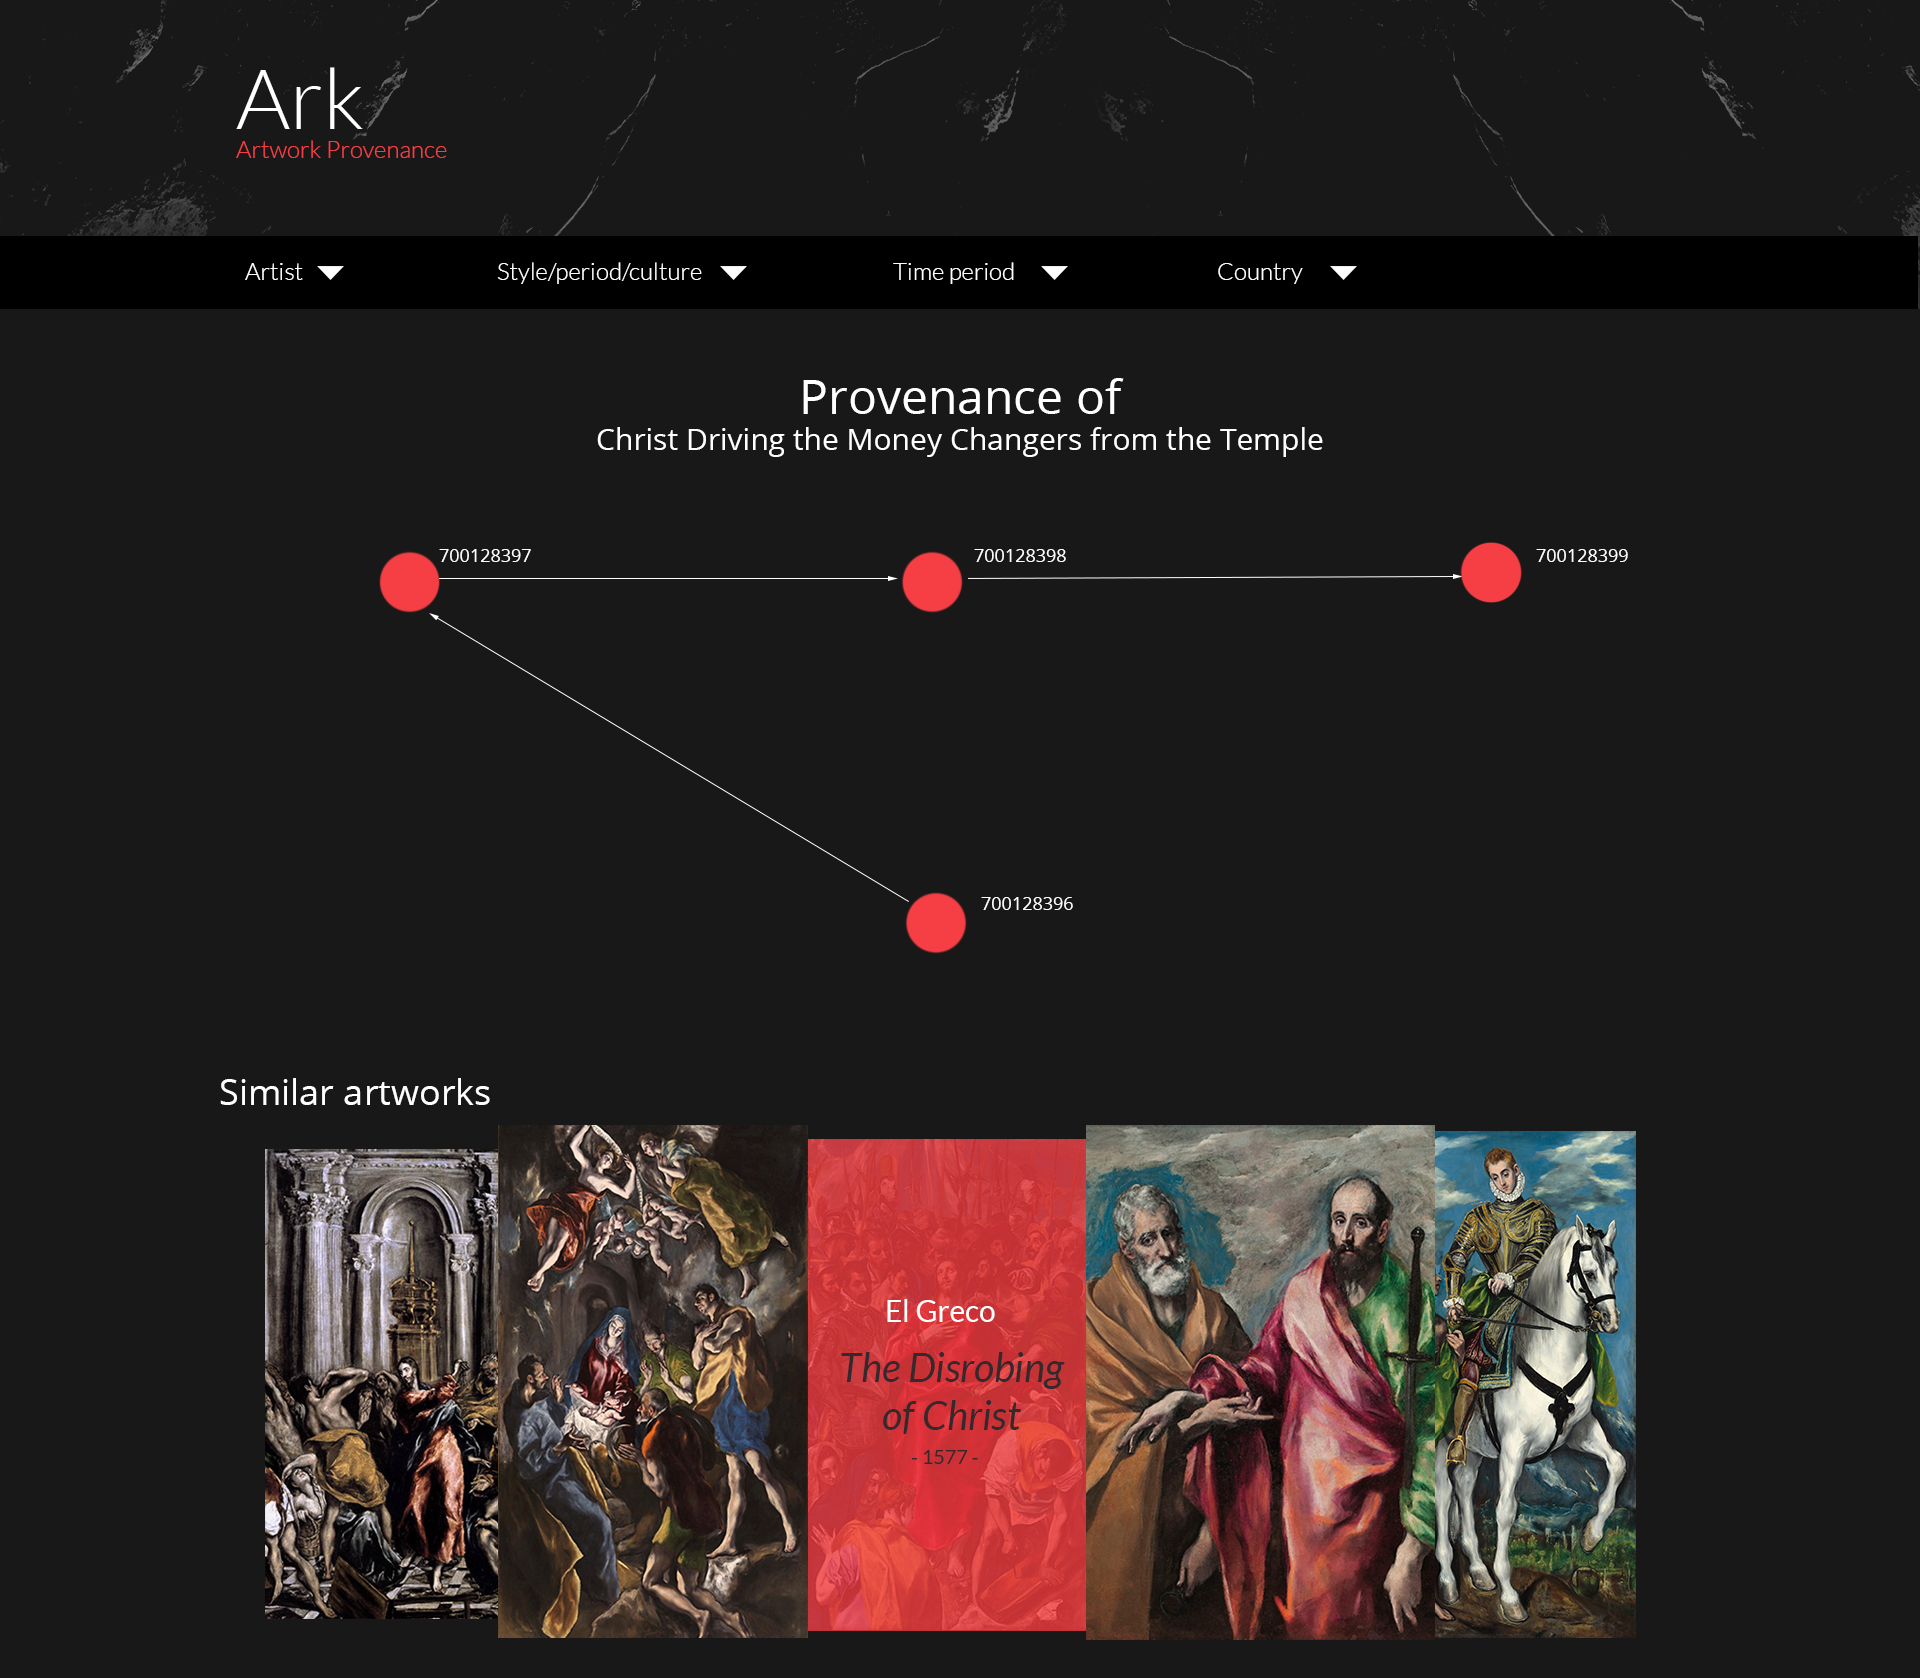 Ark
Artwork Provenance
Artist
Style/period/culture
Time period
Country
Provenance of
Christ Driving the Money Changers from the Temple
700128397
700128398
700128399
700128396
Similar artworks
El Greco
The Disrobing
of Christ
- 1577 -